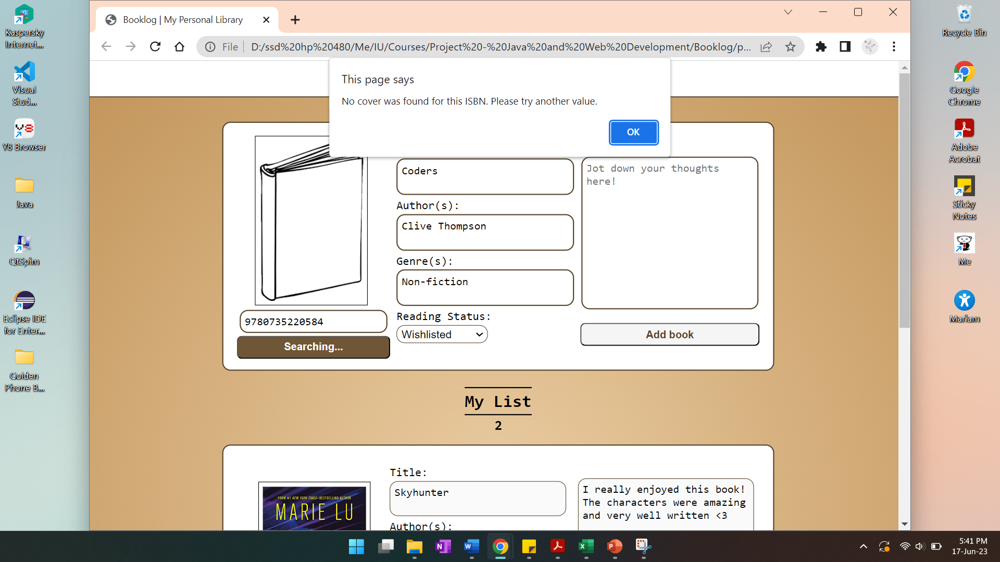 Kaspersky
Internet...
Visual
Stud...
Y8 Browser
Java
QtSpim
Eclipse IDE
for Enter...
Golden
Phone B...
Booklog | My Personal Library
File
D:/ssd%20hp%20480/Me/IU/Courses/Project%20-%20Java%20and%20Web%20Development/Booklog/p...
This page says
No cover was found for this ISBN. Please try another value.
OK
Coders
Author(s):
Clive Thompson
Genre(s):
Non-fiction
Reading Status:
Wishlisted
9780735220584
Searching...
Jot down your thoughts
here!
Add book
My List
2
FROM #1 NEW YORK TIMES-BESTSELLING AUTHOR
MARIE LU
Title:
Skyhunter
Author(s):
I really enjoyed this book!
The characters were amazing
and very well written <3
Recycle Bin
Google
Chrome
Adobe
Acrobat
Sticky
Notes
Me
Mariam
5:41 PM
17-Jun-23